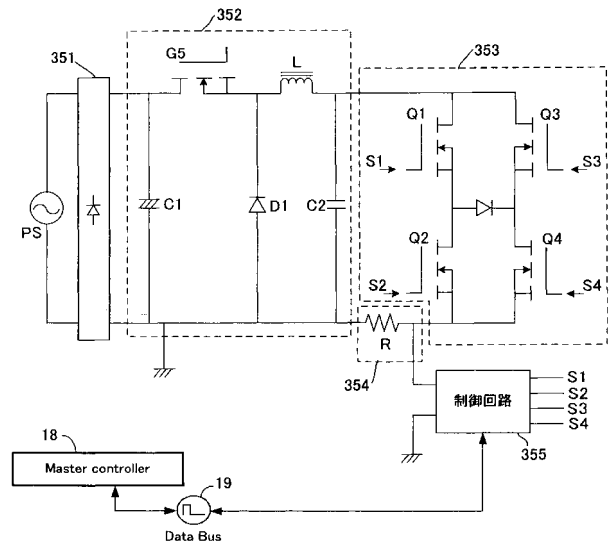 352
351
G5
L
353
Q1
Q3
S1
S3
C1
D1
C2
PS
Q2
Q4
S2
S4
R
354
制御回路
S1
S2
S3
S4
355
18
Master controller
19
Data Bus